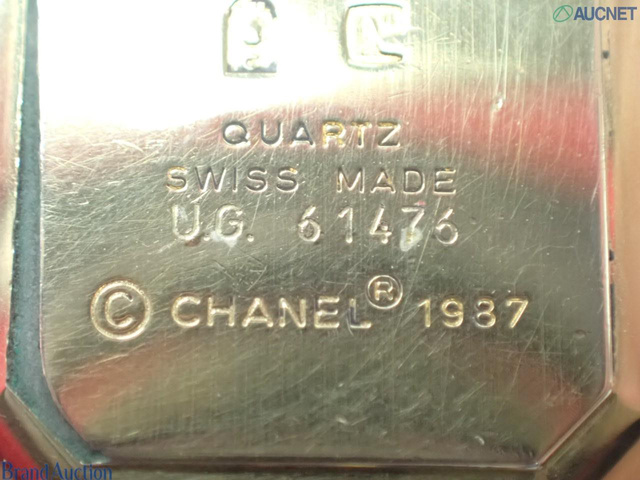 AUCNET
QUARTZ
SWISS MADE
U.G. 61476
© CHANEL® 1987
Brand Auction